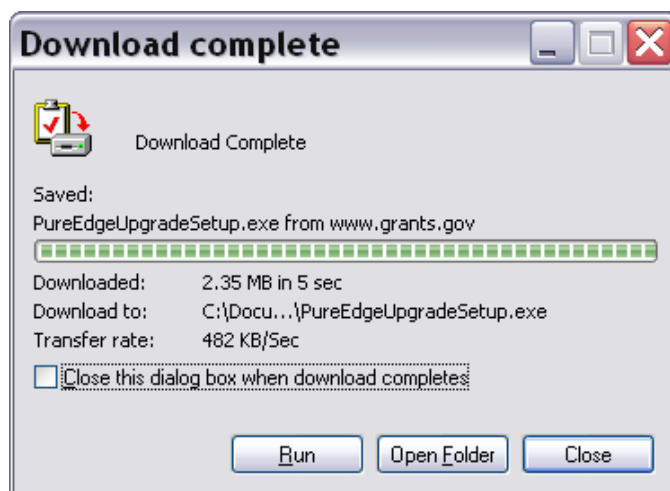 Download complete
Download Complete
Saved:
PureEdgeUpgradeSetup.exe from www.grants.gov
Downloaded: 2.35 MB in 5 sec
Download to: C:\Docu...\PureEdgeUpgradeSetup.exe
Transfer rate: 482 KB/Sec
Close this dialog box when download completes
Run Open Folder Close